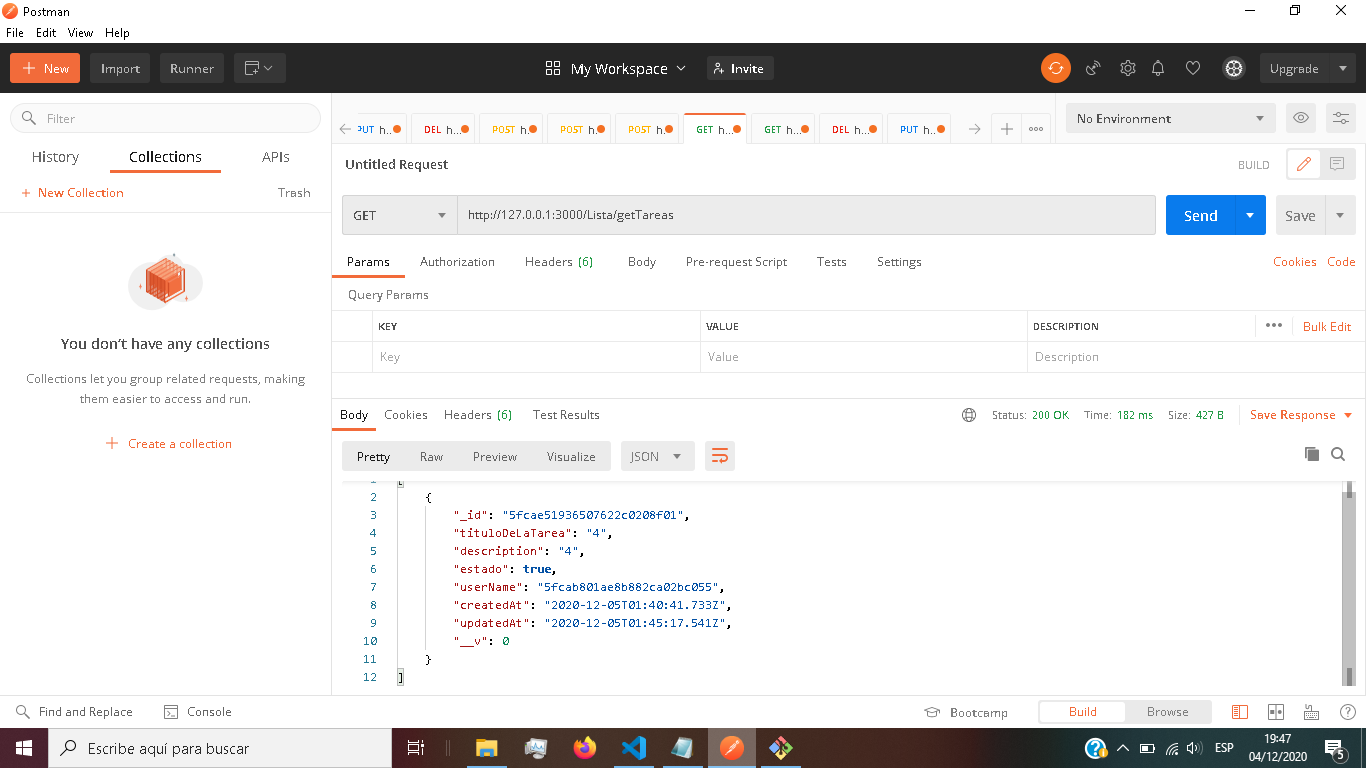 Postman
File Edit View Help
New Import Runner My Workspace Invite Upgrade
Filter
History Collections APIs
+ New Collection Trash
You don't have any collections
Collections let you group related requests, making
them easier to access and run.
+ Create a collection
PUT h... DEL h... POST h... POST h... POST h... GET h... GET h... DEL h... PUT h...
No Environment
Untitled Request BUILD
GET http://127.0.0.1:3000/Lista/getTareas Send Save
Params Authorization Headers (6) Body Pre-request Script Tests Settings Cookies Code
Query Params
KEY VALUE DESCRIPTION ••• Bulk Edit
Key Value Description
Body Cookies Headers (6) Test Results Status: 200 OK Time: 182 ms Size: 427 B Save Response
Pretty Raw Preview Visualize JSON
1 [
2 {
3 "_id": "5fcae51936507622c0208f01",
4 "tituloDeLaTarea": "4",
5 "description": "4",
6 "estado": true,
7 "userName": "5fcab801ae8b882ca02bc055",
8 "createdAt": "2020-12-05T01:40:41.733Z",
9 "updatedAt": "2020-12-05T01:45:17.541Z",
10 "__v": 0
11 }
12 ]
Find and Replace Console Bootcamp Build Browse
Escribe aquí para buscar ESP 19:47
04/12/2020 5